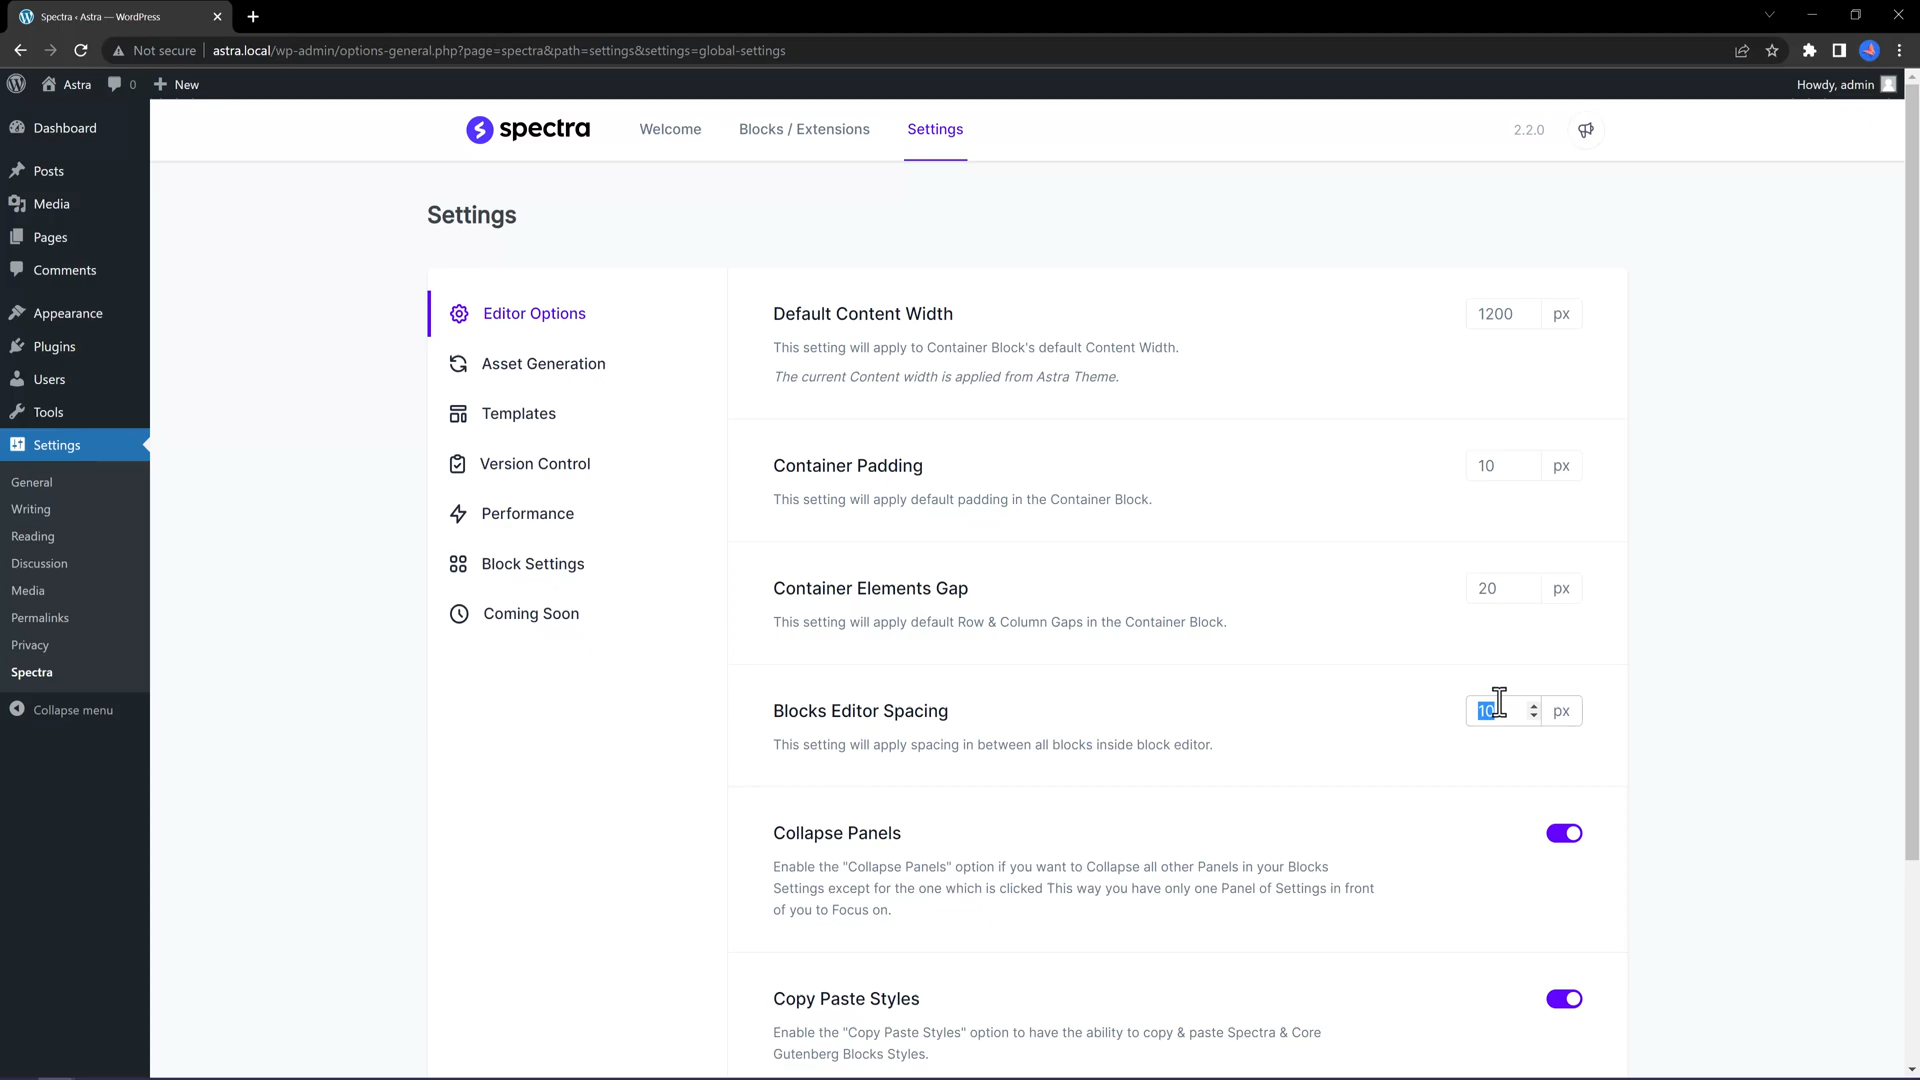 Spectra ‹ Astra — WordPress
Not secure
astra.local/wp-admin/options-general.php?page=spectra&path=settings&settings=global-settings
Astra
0
New
Howdy, admin
Dashboard
Posts
Media
Pages
Comments
Appearance
Plugins
Users
Tools
Settings
General
Writing
Reading
Discussion
Media
Permalinks
Privacy
Spectra
Collapse menu
spectra
Welcome
Blocks / Extensions
Settings
2.2.0
Settings
Editor Options
Asset Generation
Templates
Version Control
Performance
Block Settings
Coming Soon
Default Content Width
1200 px
This setting will apply to Container Block's default Content Width.
The current Content width is applied from Astra Theme.
Container Padding
10 px
This setting will apply default padding in the Container Block.
Container Elements Gap
20 px
This setting will apply default Row & Column Gaps in the Container Block.
Blocks Editor Spacing
10 px
This setting will apply spacing in between all blocks inside block editor.
Collapse Panels
Enable the "Collapse Panels" option if you want to Collapse all other Panels in your Blocks
Settings except for the one which is clicked This way you have only one Panel of Settings in front
of you to Focus on.
Copy Paste Styles
Enable the "Copy Paste Styles" option to have the ability to copy & paste Spectra & Core
Gutenberg Blocks Styles.